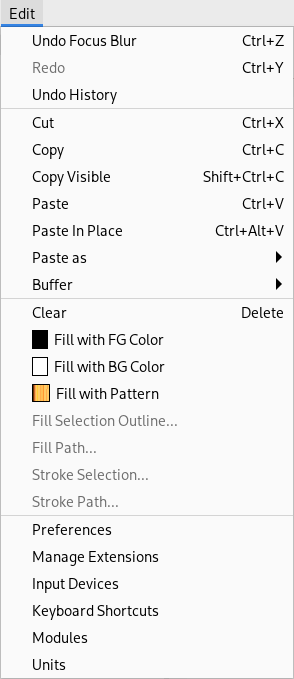 Edit
Undo Focus Blur Ctrl+Z
Redo Ctrl+Y
Undo History
Cut Ctrl+X
Copy Ctrl+C
Copy Visible Shift+Ctrl+C
Paste Ctrl+V
Paste In Place Ctrl+Alt+V
Paste as
Buffer
Clear Delete
Fill with FG Color
Fill with BG Color
Fill with Pattern
Fill Selection Outline...
Fill Path...
Stroke Selection...
Stroke Path...
Preferences
Manage Extensions
Input Devices
Keyboard Shortcuts
Modules
Units